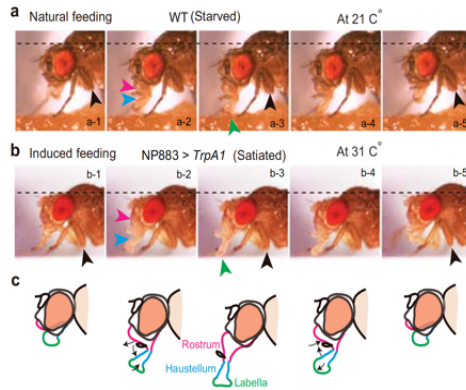 a Natural feeding WT (Starved) At 21 C°
a-1 a-2 a-3 a-4 a-5
b Induced feeding NP883 > TrpA1 (Satiated) At 31 C°
b-1 b-2 b-3 b-4 b-5
c
Rostrum
Haustellum
Labella